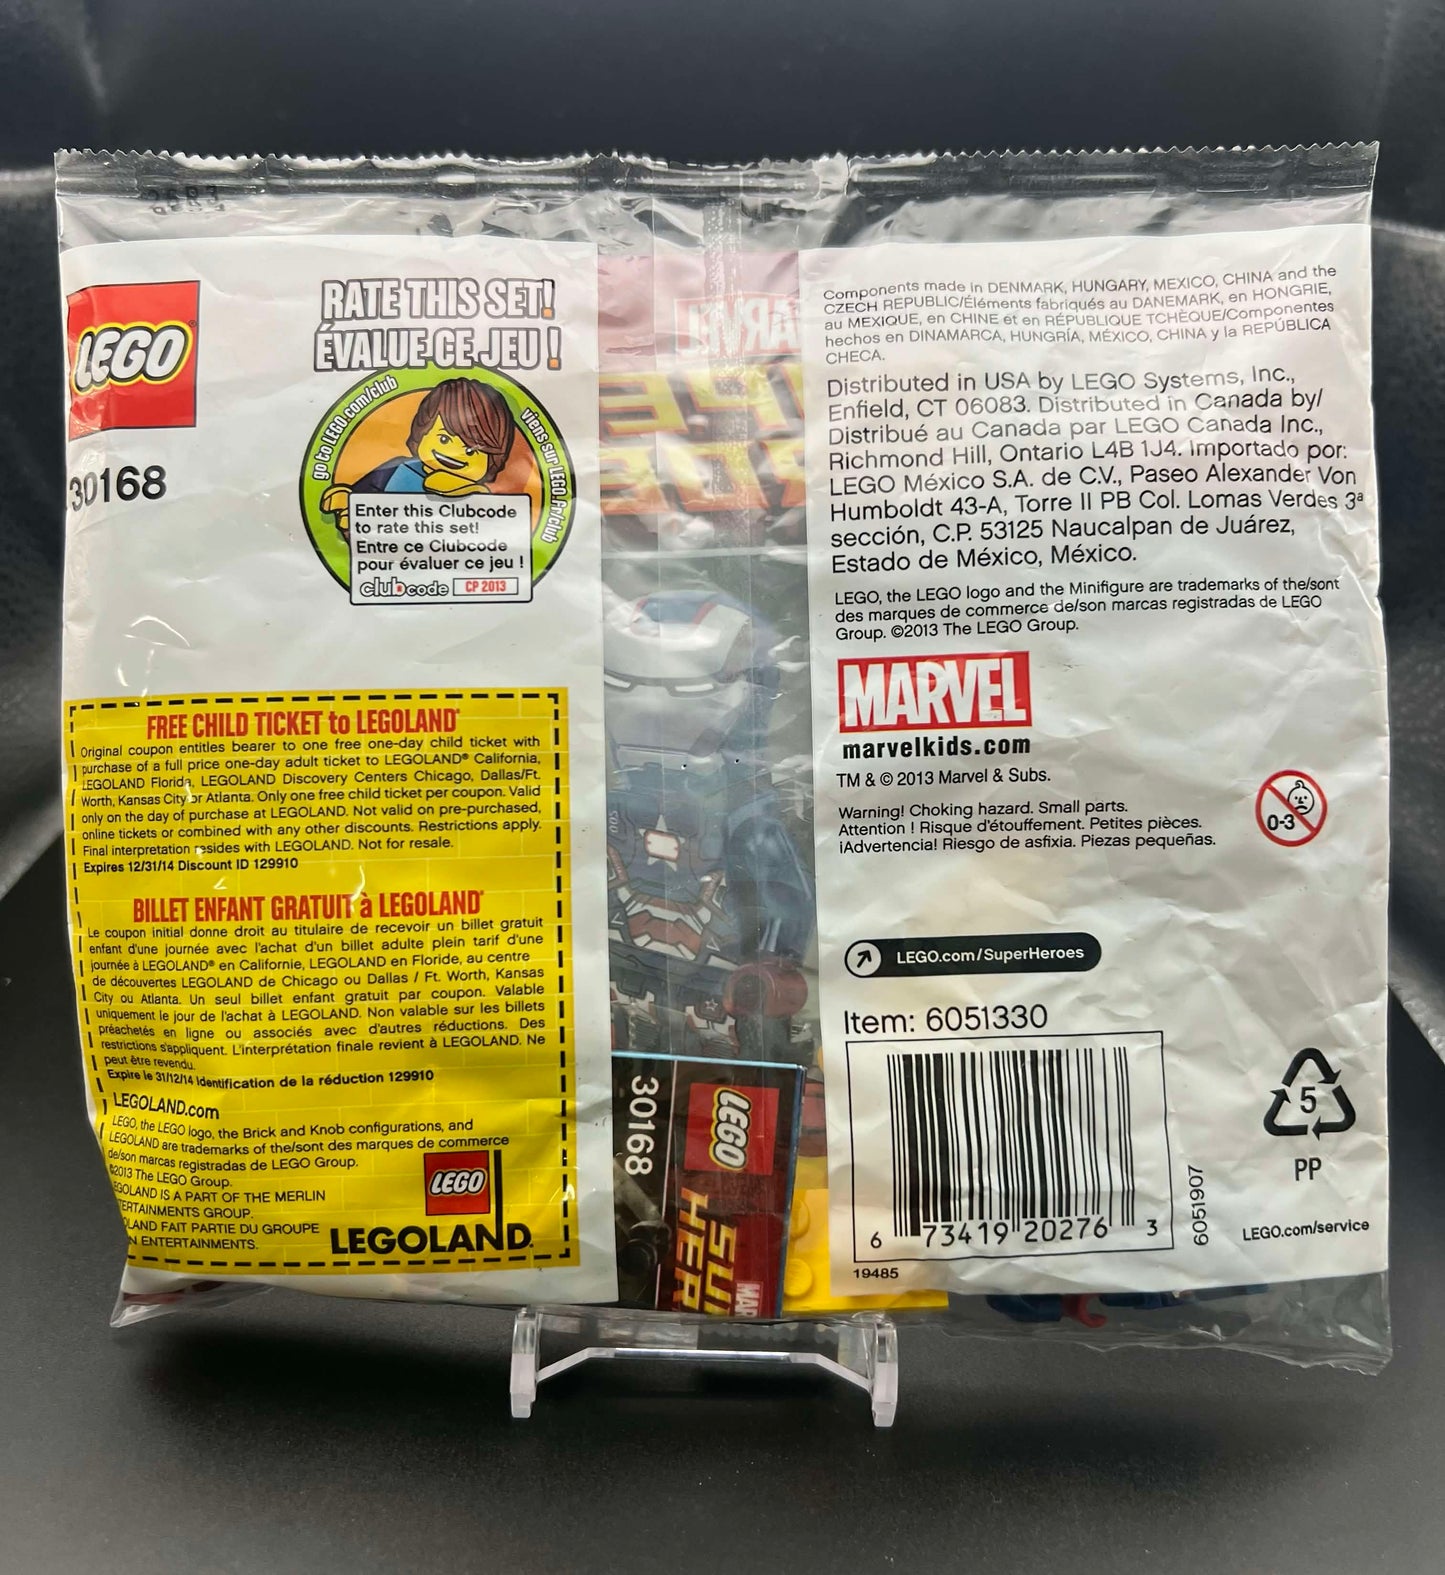 26R3
LEGO
30168
RATE THIS SET!
ÉVALUE CE JEU !
go to LEGO.com/club
viens sur LEGO.fr/club
Enter this Clubcode
to rate this set!
Entre ce Clubcode
pour évaluer ce jeu !
clubcode CP 2013
FREE CHILD TICKET to LEGOLAND®
Original coupon entitles bearer to one free one-day child ticket with
purchase of a full price one-day adult ticket to LEGOLAND® California,
LEGOLAND Florida, LEGOLAND Discovery Centers Chicago, Dallas/Ft.
Worth, Kansas City or Atlanta. Only one free child ticket per coupon. Valid
only on the day of purchase at LEGOLAND. Not valid on pre-purchased,
online tickets or combined with any other discounts. Restrictions apply.
Final interpretation resides with LEGOLAND. Not for resale.
Expires 12/31/14 Discount ID 129910
BILLET ENFANT GRATUIT à LEGOLAND®
Le coupon initial donne droit au titulaire de recevoir un billet gratuit
enfant d'une journée avec l'achat d'un billet adulte plein tarif d'une
journée à LEGOLAND® en Californie, LEGOLAND en Floride, au centre
de découvertes LEGOLAND de Chicago ou Dallas / Ft. Worth, Kansas
City ou Atlanta. Un seul billet enfant gratuit par coupon. Valable
uniquement le jour de l'achat à LEGOLAND. Non valable sur les billets
préachetés en ligne ou associés avec d'autres réductions. Des
restrictions s'appliquent. L'interprétation finale revient à LEGOLAND. Ne
peut être revendu.
Expire le 31/12/14 Identification de la réduction 129910
LEGOLAND.com
LEGO, the LEGO logo, the Brick and Knob configurations, and
LEGOLAND are trademarks of the/sont des marques de commerce
de/son marcas registradas de LEGO Group.
©2013 The LEGO Group.
EGOLAND IS A PART OF THE MERLIN
ERTAINMENTS GROUP.
OLAND FAIT PARTIE DU GROUPE
N ENTERTAINMENTS.
LEGO
LEGOLAND
MARVEL
LEGO
30168
SU
HER
MAR
Components made in DENMARK, HUNGARY, MEXICO, CHINA and the
CZECH REPUBLIC/Éléments fabriqués au DANEMARK, en HONGRIE,
au MEXIQUE, en CHINE et en RÉPUBLIQUE TCHÈQUE/Componentes
hechos en DINAMARCA, HUNGRÍA, MÉXICO, CHINA y la REPÚBLICA
CHECA.
Distributed in USA by LEGO Systems, Inc.,
Enfield, CT 06083. Distributed in Canada by/
Distribué au Canada par LEGO Canada Inc.,
Richmond Hill, Ontario L4B 1J4. Importado por:
LEGO México S.A. de C.V., Paseo Alexander Von
Humboldt 43-A, Torre II PB Col. Lomas Verdes 3ª
sección, C.P. 53125 Naucalpan de Juárez,
Estado de México, México.
LEGO, the LEGO logo and the Minifigure are trademarks of the/sont
des marques de commerce de/son marcas registradas de LEGO
Group. ©2013 The LEGO Group.
MARVEL
marvelkids.com
TM & © 2013 Marvel & Subs.
Warning! Choking hazard. Small parts.
Attention ! Risque d'étouffement. Petites pièces.
¡Advertencia! Riesgo de asfixia. Piezas pequeñas.
0-3
LEGO.com/SuperHeroes
Item: 6051330
6 73419 20276 3
19485
6051907
5
PP
LEGO.com/service